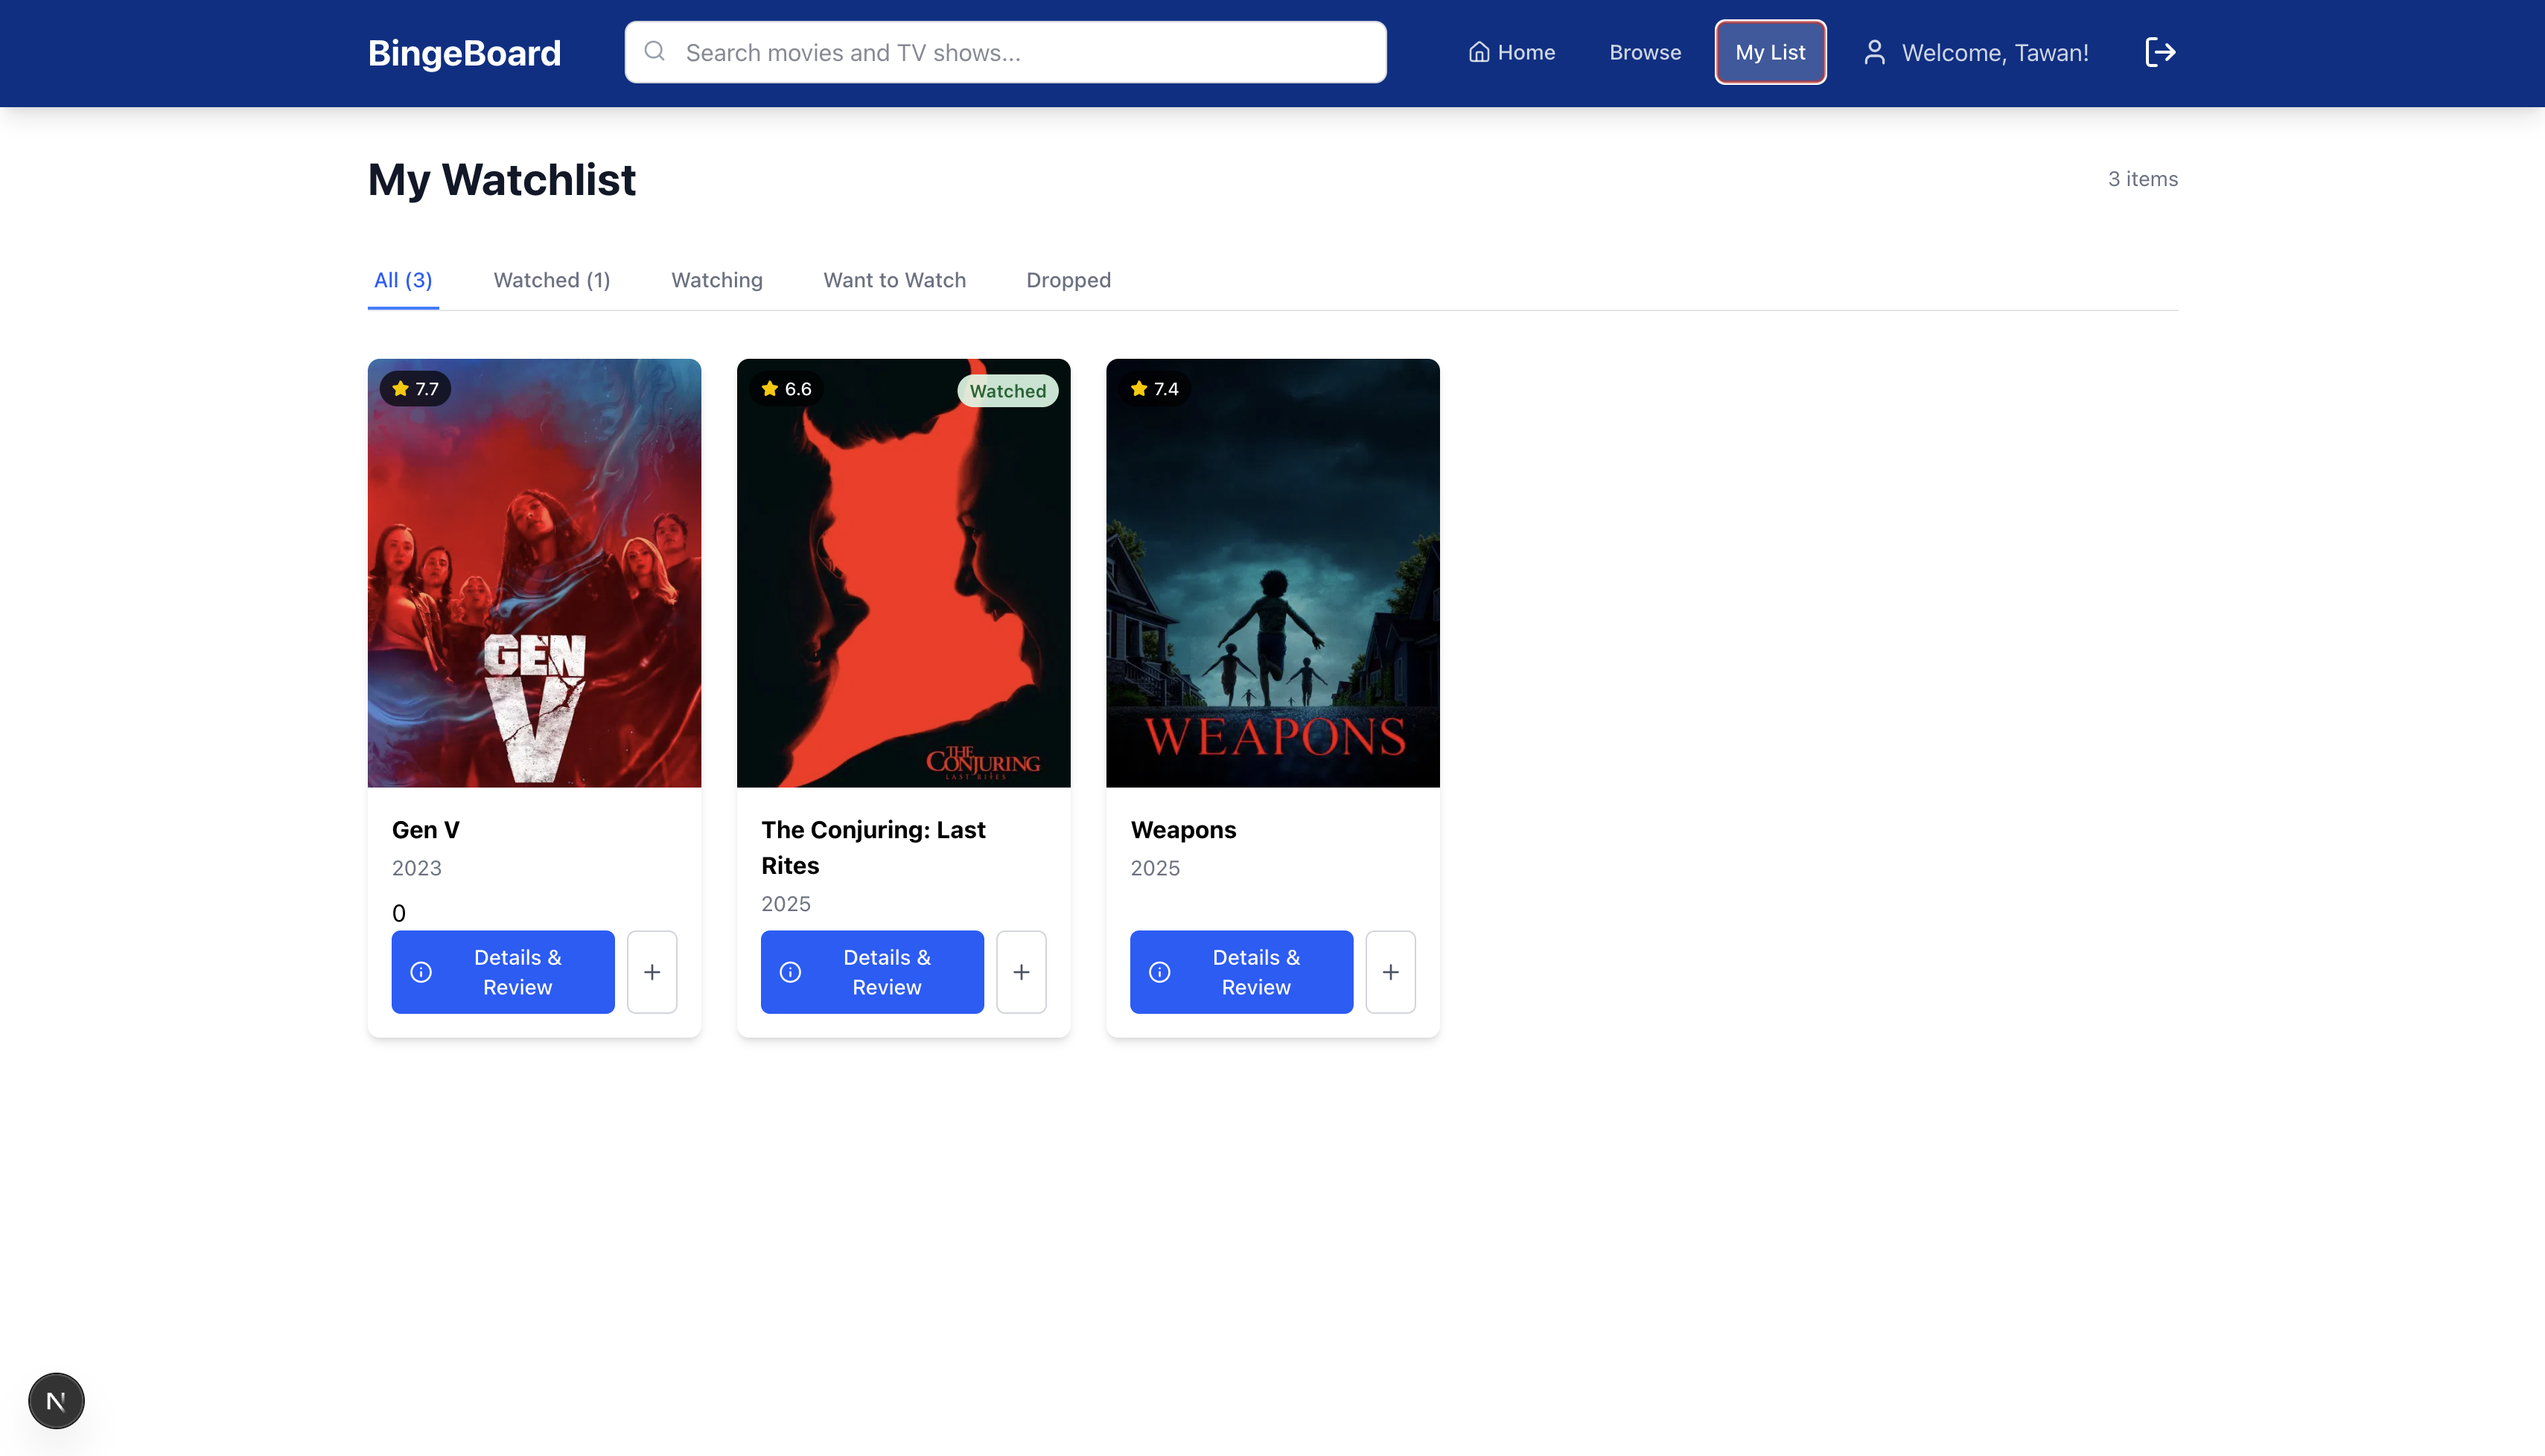 BingeBoard
Search movies and TV shows...
Home
Browse
My List
Welcome, Tawan!
My Watchlist
3 items
All (3)
Watched (1)
Watching
Want to Watch
Dropped
7.7
GEN
V
6.6
Watched
THE
CONJURING
LAST RITES
7.4
WEAPONS
Gen V
2023
0
Details &
Review
The Conjuring: Last
Rites
2025
Details &
Review
Weapons
2025
Details &
Review
N